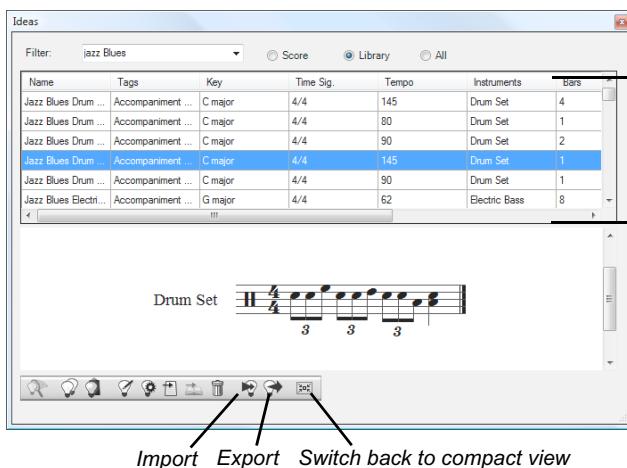 Ideas
Filter: jazz Blues Score Library All
Name Tags Key Time Sig. Tempo Instruments Bars
Jazz Blues Drum ... Accompaniment ... C major 4/4 145 Drum Set 4
Jazz Blues Drum ... Accompaniment ... C major 4/4 80 Drum Set 1
Jazz Blues Drum ... Accompaniment ... C major 4/4 90 Drum Set 2
Jazz Blues Drum ... Accompaniment ... C major 4/4 145 Drum Set 1
Jazz Blues Drum ... Accompaniment ... C major 4/4 90 Drum Set 1
Jazz Blues Electri... Accompaniment ... G major 4/4 62 Electric Bass 8
Drum Set 4 4
3 3 3
Import Export Switch back to compact view